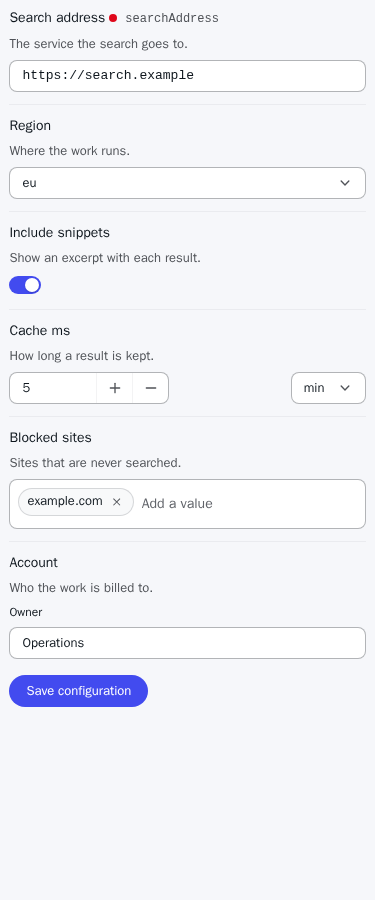 Search address searchAddress
The service the search goes to.
https://search.example
Region
Where the work runs.
eu
Include snippets
Show an excerpt with each result.
Cache ms
How long a result is kept.
5 min
Blocked sites
Sites that are never searched.
example.com Add a value
Account
Who the work is billed to.
Owner
Operations
Save configuration